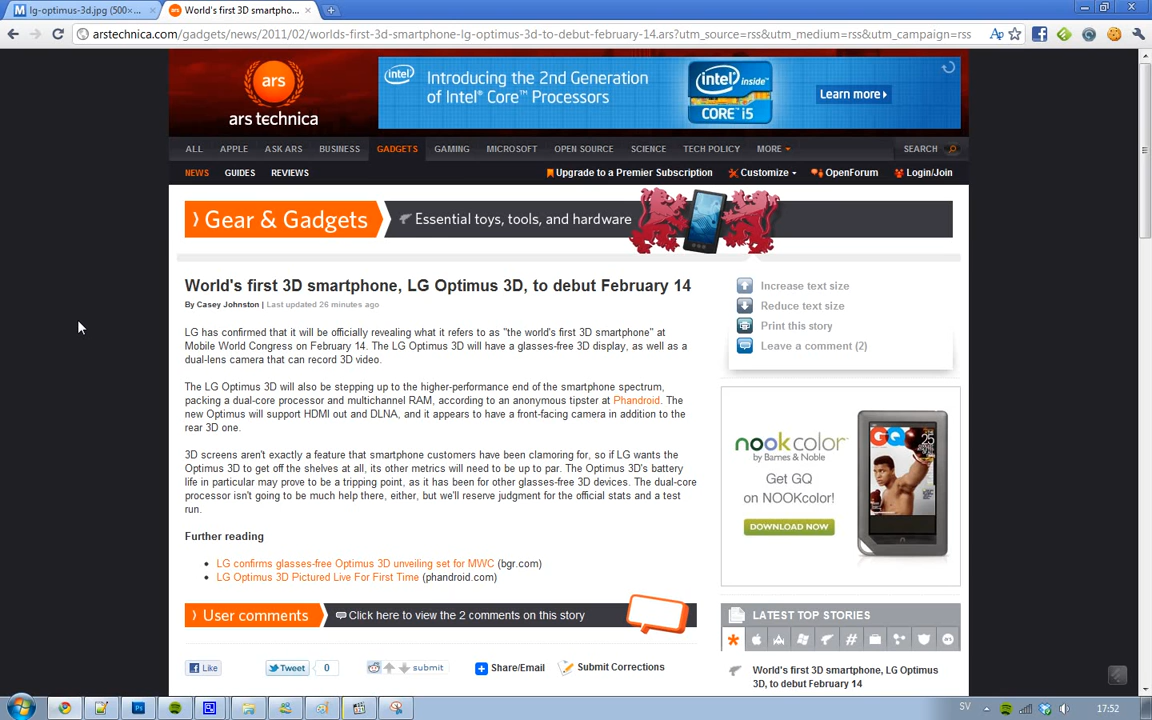 lg-optimus-3d.jpg (500×...
World's first 3D smartpho...
arstechnica.com/gadgets/news/2011/02/worlds-first-3d-smartphone-lg-optimus-3d-to-debut-february-14.ars?utm_source=rss&utm_medium=rss&utm_campaign=rss
ars
ars technica
intel
Introducing the 2nd Generation
of Intel® Core™ Processors
intel inside™
CORE™ i5
Learn more
ALL APPLE ASK ARS BUSINESS GADGETS GAMING MICROSOFT OPEN SOURCE SCIENCE TECH POLICY MORE SEARCH
NEWS GUIDES REVIEWS Upgrade to a Premier Subscription Customize OpenForum Login/Join
Gear & Gadgets Essential toys, tools, and hardware
World's first 3D smartphone, LG Optimus 3D, to debut February 14
By Casey Johnston | Last updated 26 minutes ago
LG has confirmed that it will be officially revealing what it refers to as "the world's first 3D smartphone" at
Mobile World Congress on February 14. The LG Optimus 3D will have a glasses-free 3D display, as well as a
dual-lens camera that can record 3D video.
The LG Optimus 3D will also be stepping up to the higher-performance end of the smartphone spectrum,
packing a dual-core processor and multichannel RAM, according to an anonymous tipster at Phandroid. The
new Optimus will support HDMI out and DLNA, and it appears to have a front-facing camera in addition to the
rear 3D one.
3D screens aren't exactly a feature that smartphone customers have been clamoring for, so if LG wants the
Optimus 3D to get off the shelves at all, its other metrics will need to be up to par. The Optimus 3D's battery
life in particular may prove to be a tripping point, as it has been for other glasses-free 3D devices. The dual-core
processor isn't going to be much help there, either, but we'll reserve judgment for the official stats and a test
run.
Further reading
LG confirms glasses-free Optimus 3D unveiling set for MWC (bgr.com)
LG Optimus 3D Pictured Live For First Time (phandroid.com)
User comments Click here to view the 2 comments on this story
Like Tweet 0 submit Share/Email Submit Corrections
Increase text size
Reduce text size
Print this story
Leave a comment (2)
nook color™
by Barnes & Noble
Get GQ
on NOOKcolor!
DOWNLOAD NOW
GQ
25
LATEST TOP STORIES
World's first 3D smartphone, LG Optimus
3D, to debut February 14
SV
17:52